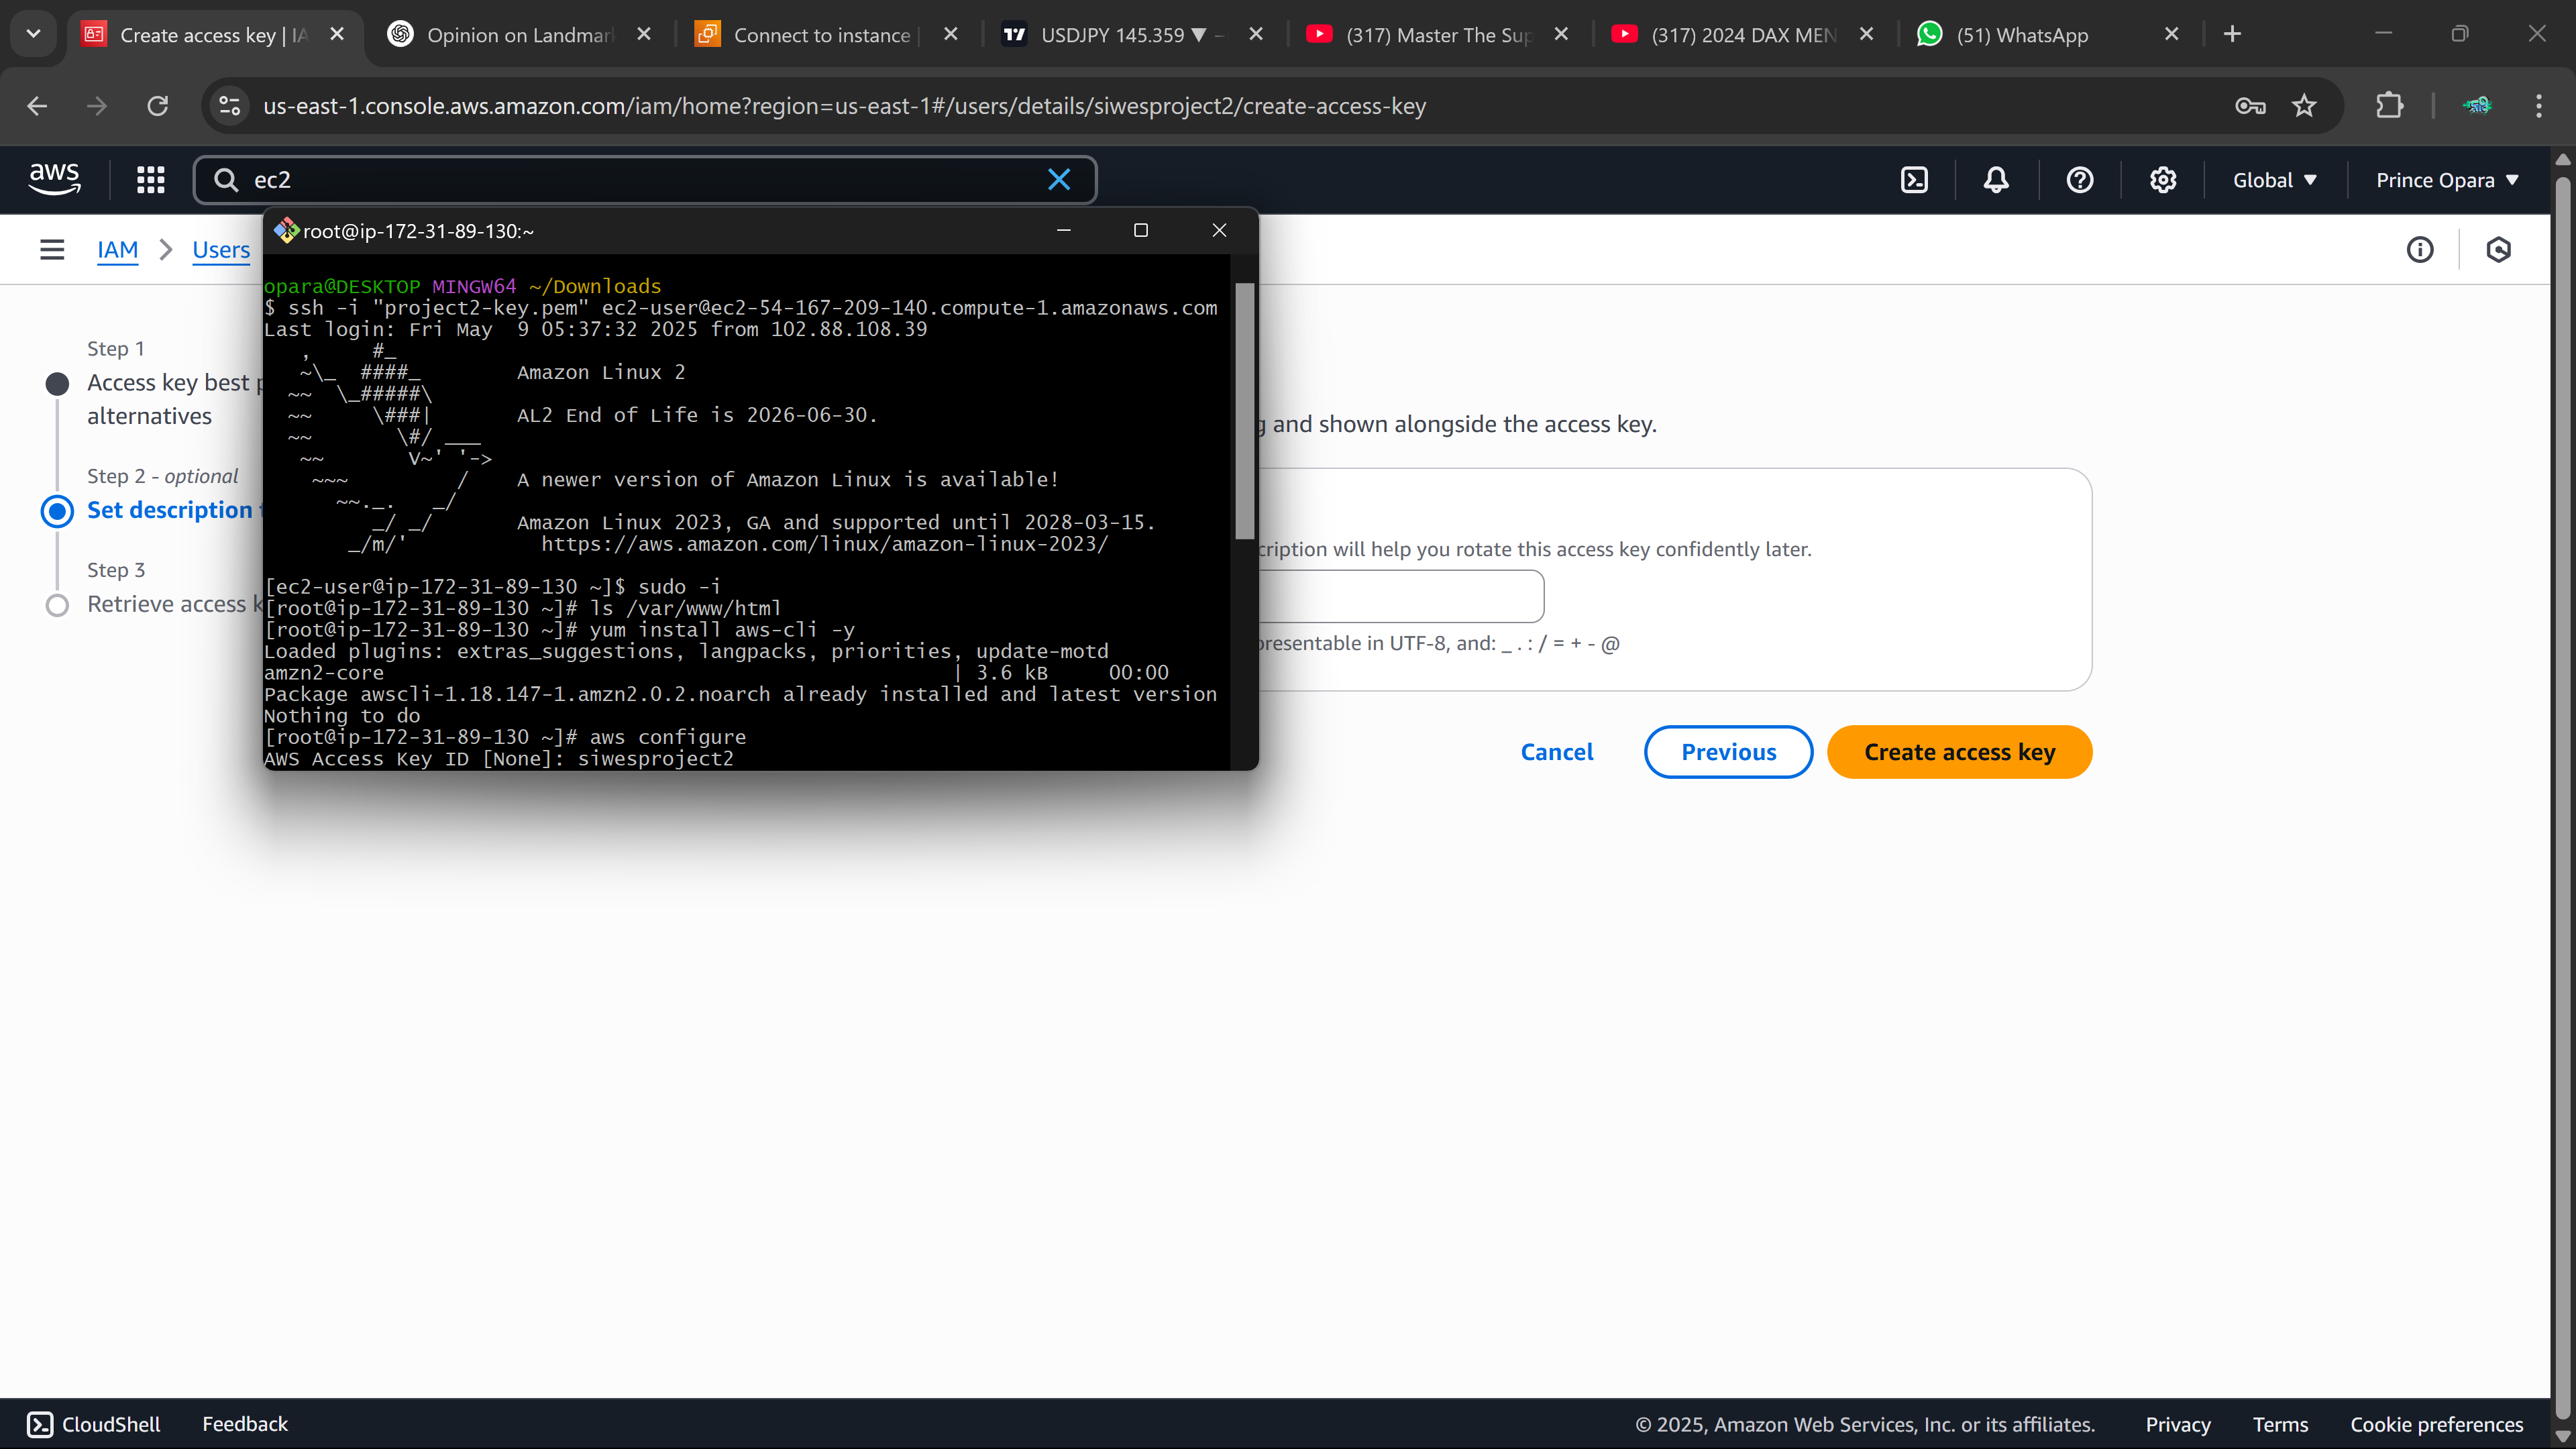 Create access key | IA
Opinion on Landmar
Connect to instance |
USDJPY 145.359 ▼ −
(317) Master The Sup
(317) 2024 DAX MEN
(51) WhatsApp
us-east-1.console.aws.amazon.com/iam/home?region=us-east-1#/users/details/siwesproject2/create-access-key
aws
ec2
Global ▼
Prince Opara ▼
IAM > Users
root@ip-172-31-89-130:~
opara@DESKTOP MINGW64 ~/Downloads
$ ssh -i "project2-key.pem" ec2-user@ec2-54-167-209-140.compute-1.amazonaws.com
Last login: Fri May  9 05:37:32 2025 from 102.88.108.39
   ,     #_
   ~\_  ####_        Amazon Linux 2
  ~~  \_#####\
  ~~     \###|       AL2 End of Life is 2026-06-30.
  ~~       \#/ ___
   ~~       V~' '->
    ~~~         /    A newer version of Amazon Linux is available!
      ~~._.   _/
         _/ _/       Amazon Linux 2023, GA and supported until 2028-03-15.
       _/m/'           https://aws.amazon.com/linux/amazon-linux-2023/
[ec2-user@ip-172-31-89-130 ~]$ sudo -i
[root@ip-172-31-89-130 ~]# ls /var/www/html
[root@ip-172-31-89-130 ~]# yum install aws-cli -y
Loaded plugins: extras_suggestions, langpacks, priorities, update-motd
amzn2-core                                                | 3.6 kB     00:00
Package awscli-1.18.147-1.amzn2.0.2.noarch already installed and latest version
Nothing to do
[root@ip-172-31-89-130 ~]# aws configure
AWS Access Key ID [None]: siwesproject2
Step 1
Access key best p
alternatives
Step 2 - optional
Set description
Step 3
Retrieve access k
g and shown alongside the access key.
cription will help you rotate this access key confidently later.
presentable in UTF-8, and: _ . : / = + - @
Cancel
Previous
Create access key
CloudShell
Feedback
© 2025, Amazon Web Services, Inc. or its affiliates.
Privacy
Terms
Cookie preferences